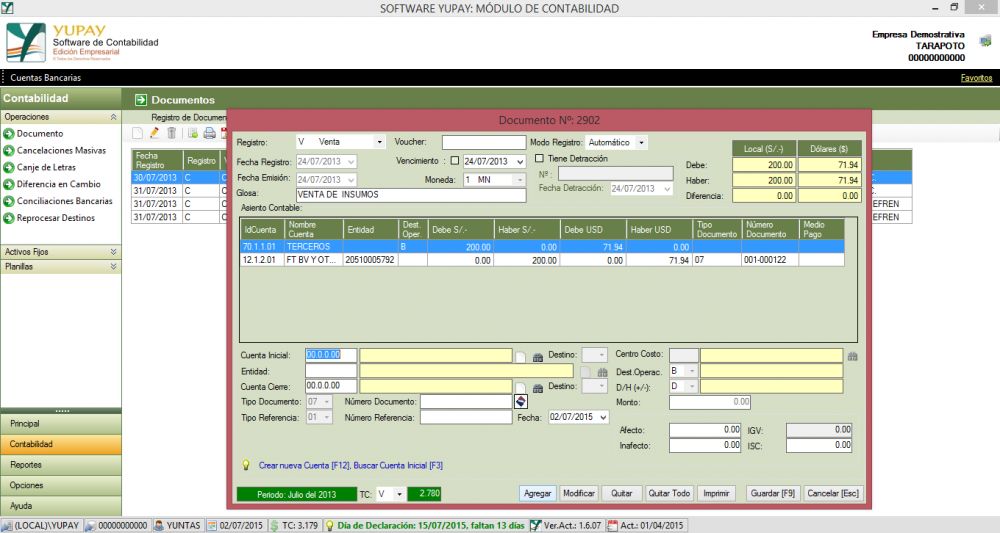 SOFTWARE YUPAY: MÓDULO DE CONTABILIDAD
YUPAY
Software de Contabilidad
Edición Empresarial
Empresa Demostrativa
TARAPOTO
00000000000
Cuentas Bancarias
Favoritos
Contabilidad
Documentos
Operaciones
Registro de Documen
Documento
Cancelaciones Masivas
Canje de Letras
Diferencia en Cambio
Conciliaciones Bancarias
Reprocesar Destinos
Activos Fijos
Planillas
Fecha Registro Registro V
30/07/2013 C
31/07/2013 C
31/07/2013 C EFREN
31/07/2013 C EFREN
Documento Nº: 2902
Registro: V Venta Voucher: Modo Registro: Automático
Fecha Registro: 24/07/2013 Vencimiento : 24/07/2013 Tiene Detracción
Fecha Emisión: 24/07/2013 Moneda: 1 MN Nº :
Glosa: VENTA DE INSUMOS Fecha Detracción: 24/07/2013
Local (S/.-) Dólares ($)
Debe: 200.00 71.94
Haber: 200.00 71.94
Diferencia: 0.00 0.00
Asiento Contable:
IdCuenta Nombre Cuenta Entidad Dest. Oper. Debe S/.- Haber S/.- Debe USD Haber USD Tipo Documento Número Documento Medio Pago
70.1.1.01 TERCEROS B 200.00 0.00 71.94 0.00
12.1.2.01 FT BV Y OT... 20510005792 0.00 200.00 0.00 71.94 07 001-000122
Cuenta Inicial: 00.0.0.00 Destino: Centro Costo:
Entidad: Dest.Operac. B
Cuenta Cierre: 00.0.0.00 Destino: D/H (+/-): D
Tipo Documento: 07 Número Documento: Monto: 0.00
Tipo Referencia: 01 Número Referencia: Fecha: 02/07/2015
Afecto: 0.00 IGV: 0.00
Inafecto: 0.00 ISC: 0.00
Crear nueva Cuenta [F12], Buscar Cuenta Inicial [F3]
Periodo: Julio del 2013 TC: V 2.780
Agregar Modificar Quitar Quitar Todo Imprimir Guardar [F9] Cancelar [Esc]
Principal
Contabilidad
Reportes
Opciones
Ayuda
(LOCAL)\YUPAY 00000000000 YUNTAS 02/07/2015 TC: 3.179 Día de Declaración: 15/07/2015, faltan 13 días Ver.Act.: 1.6.07 Act.: 01/04/2015